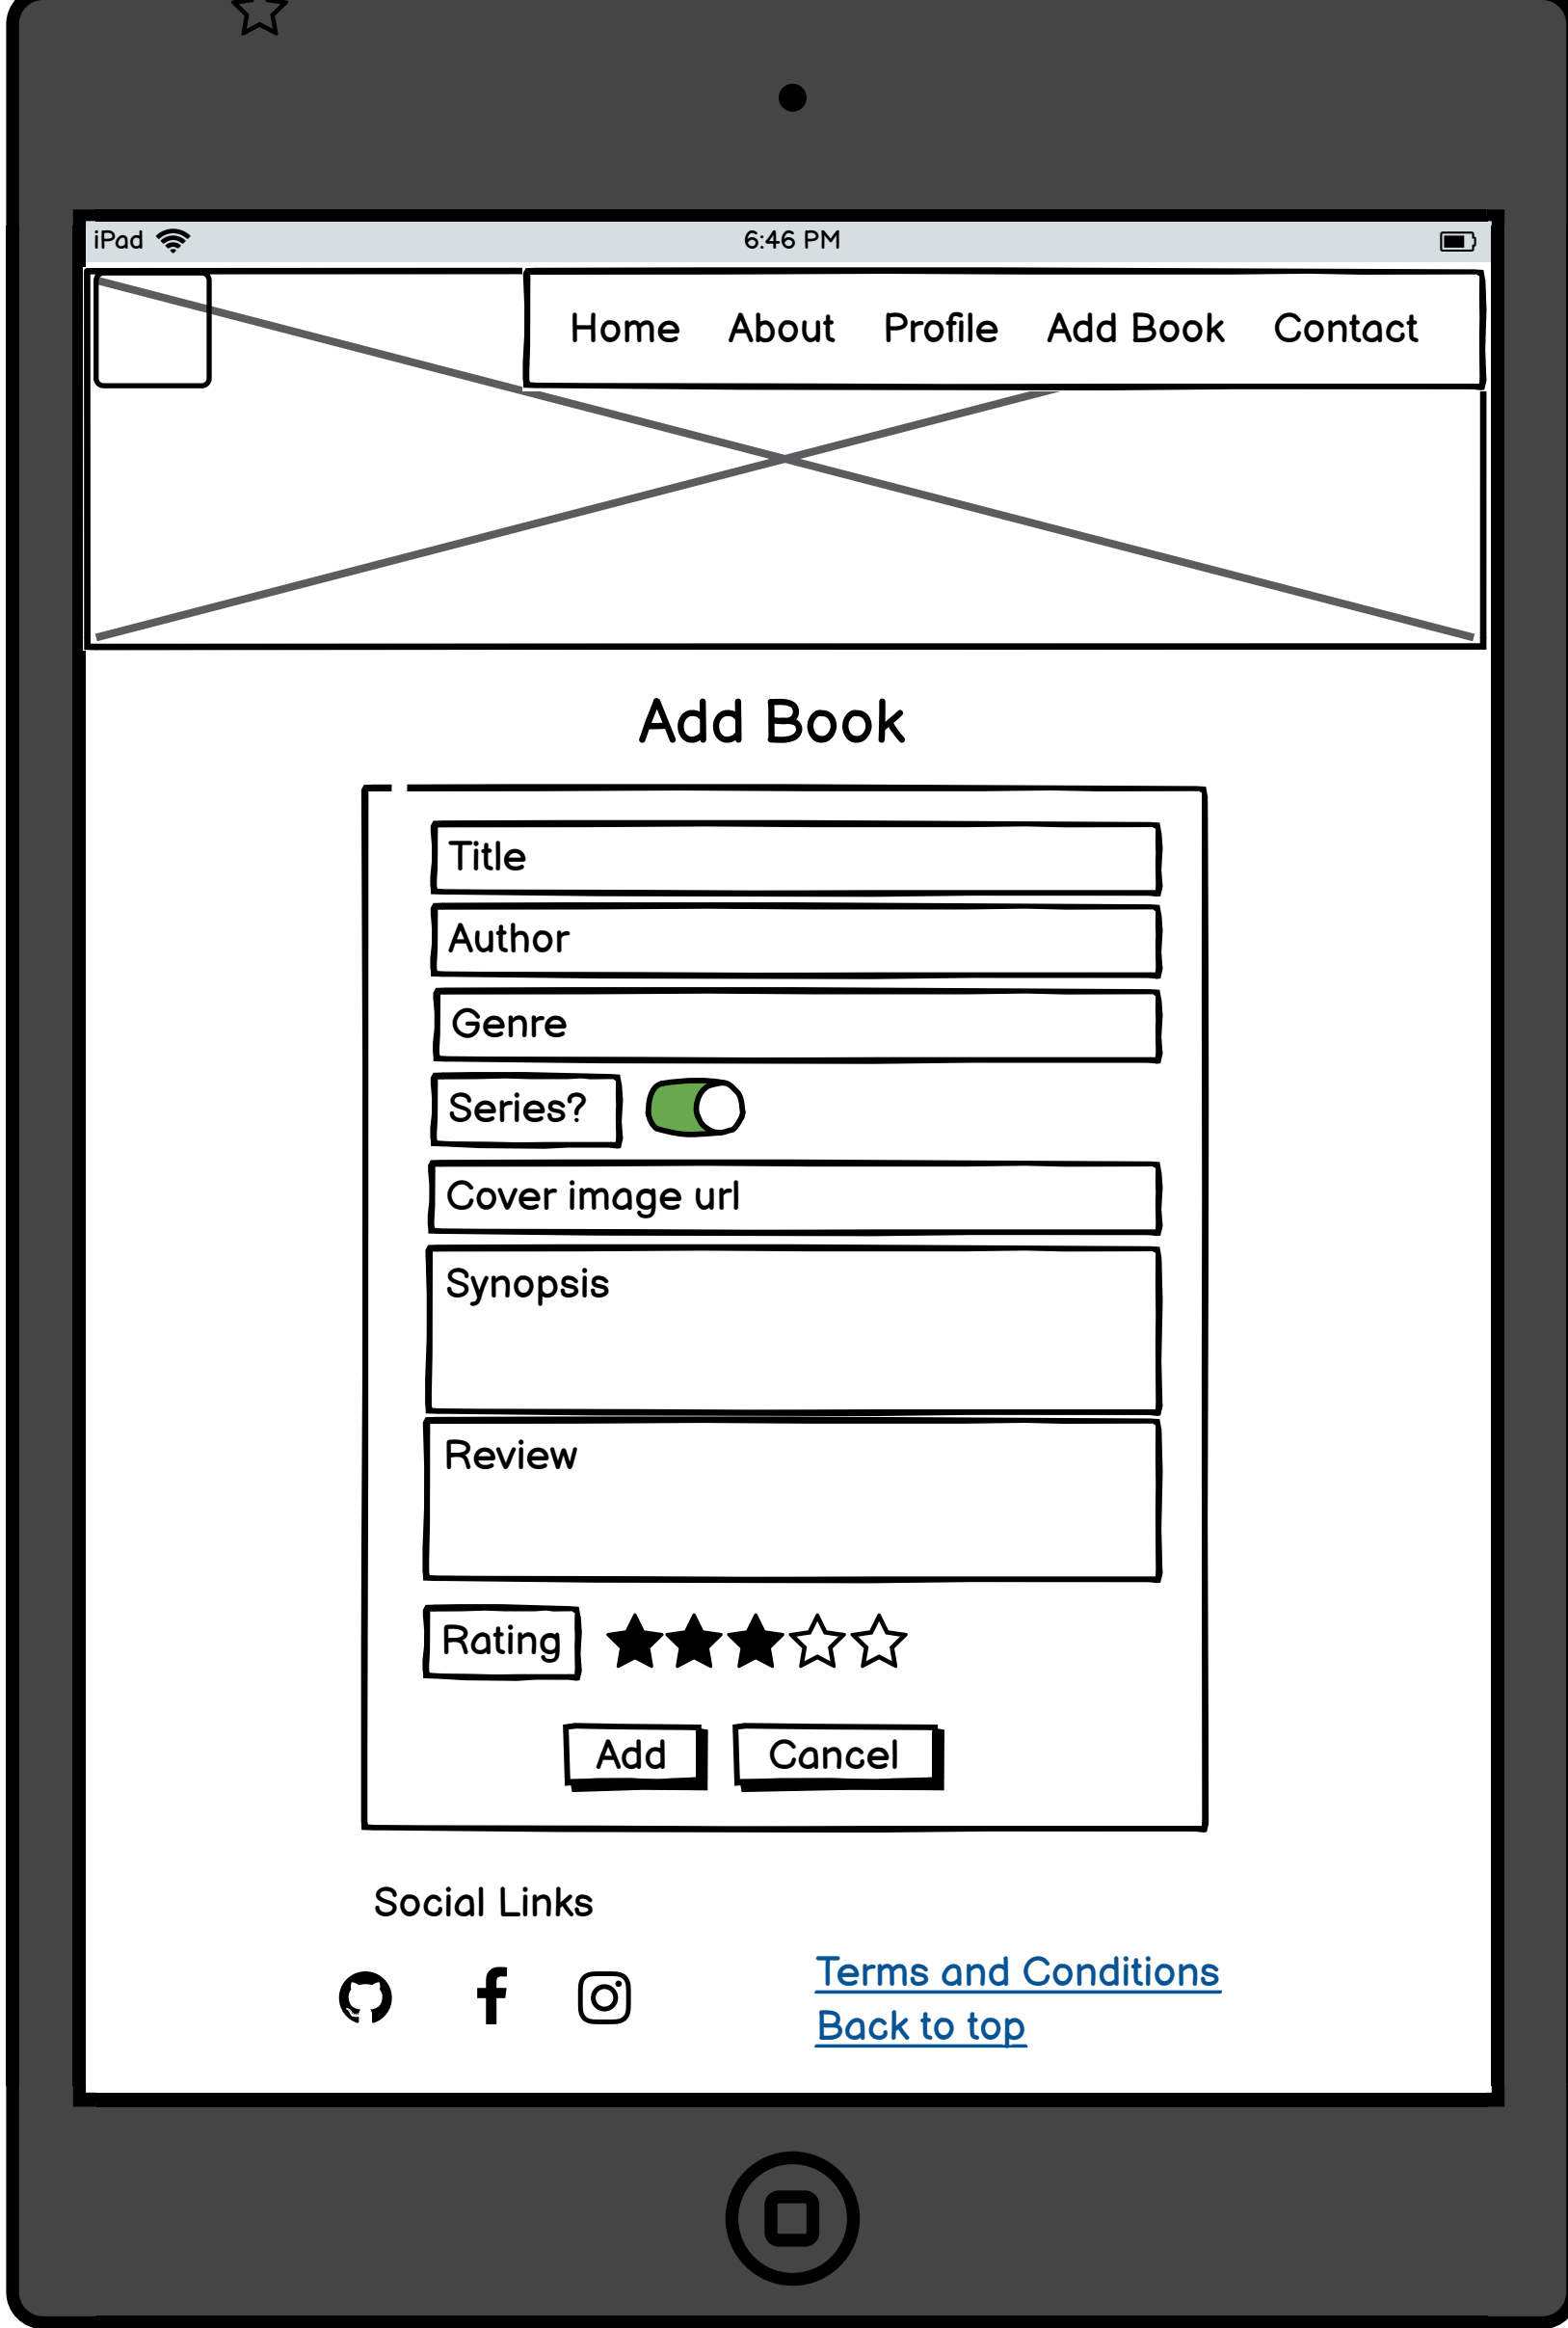 iPad 6:46 PM
Home About Profile Add Book Contact
Add Book
Title
Author
Genre
Series?
Cover image url
Synopsis
Review
Rating
Add Cancel
Social Links
Terms and Conditions
Back to top